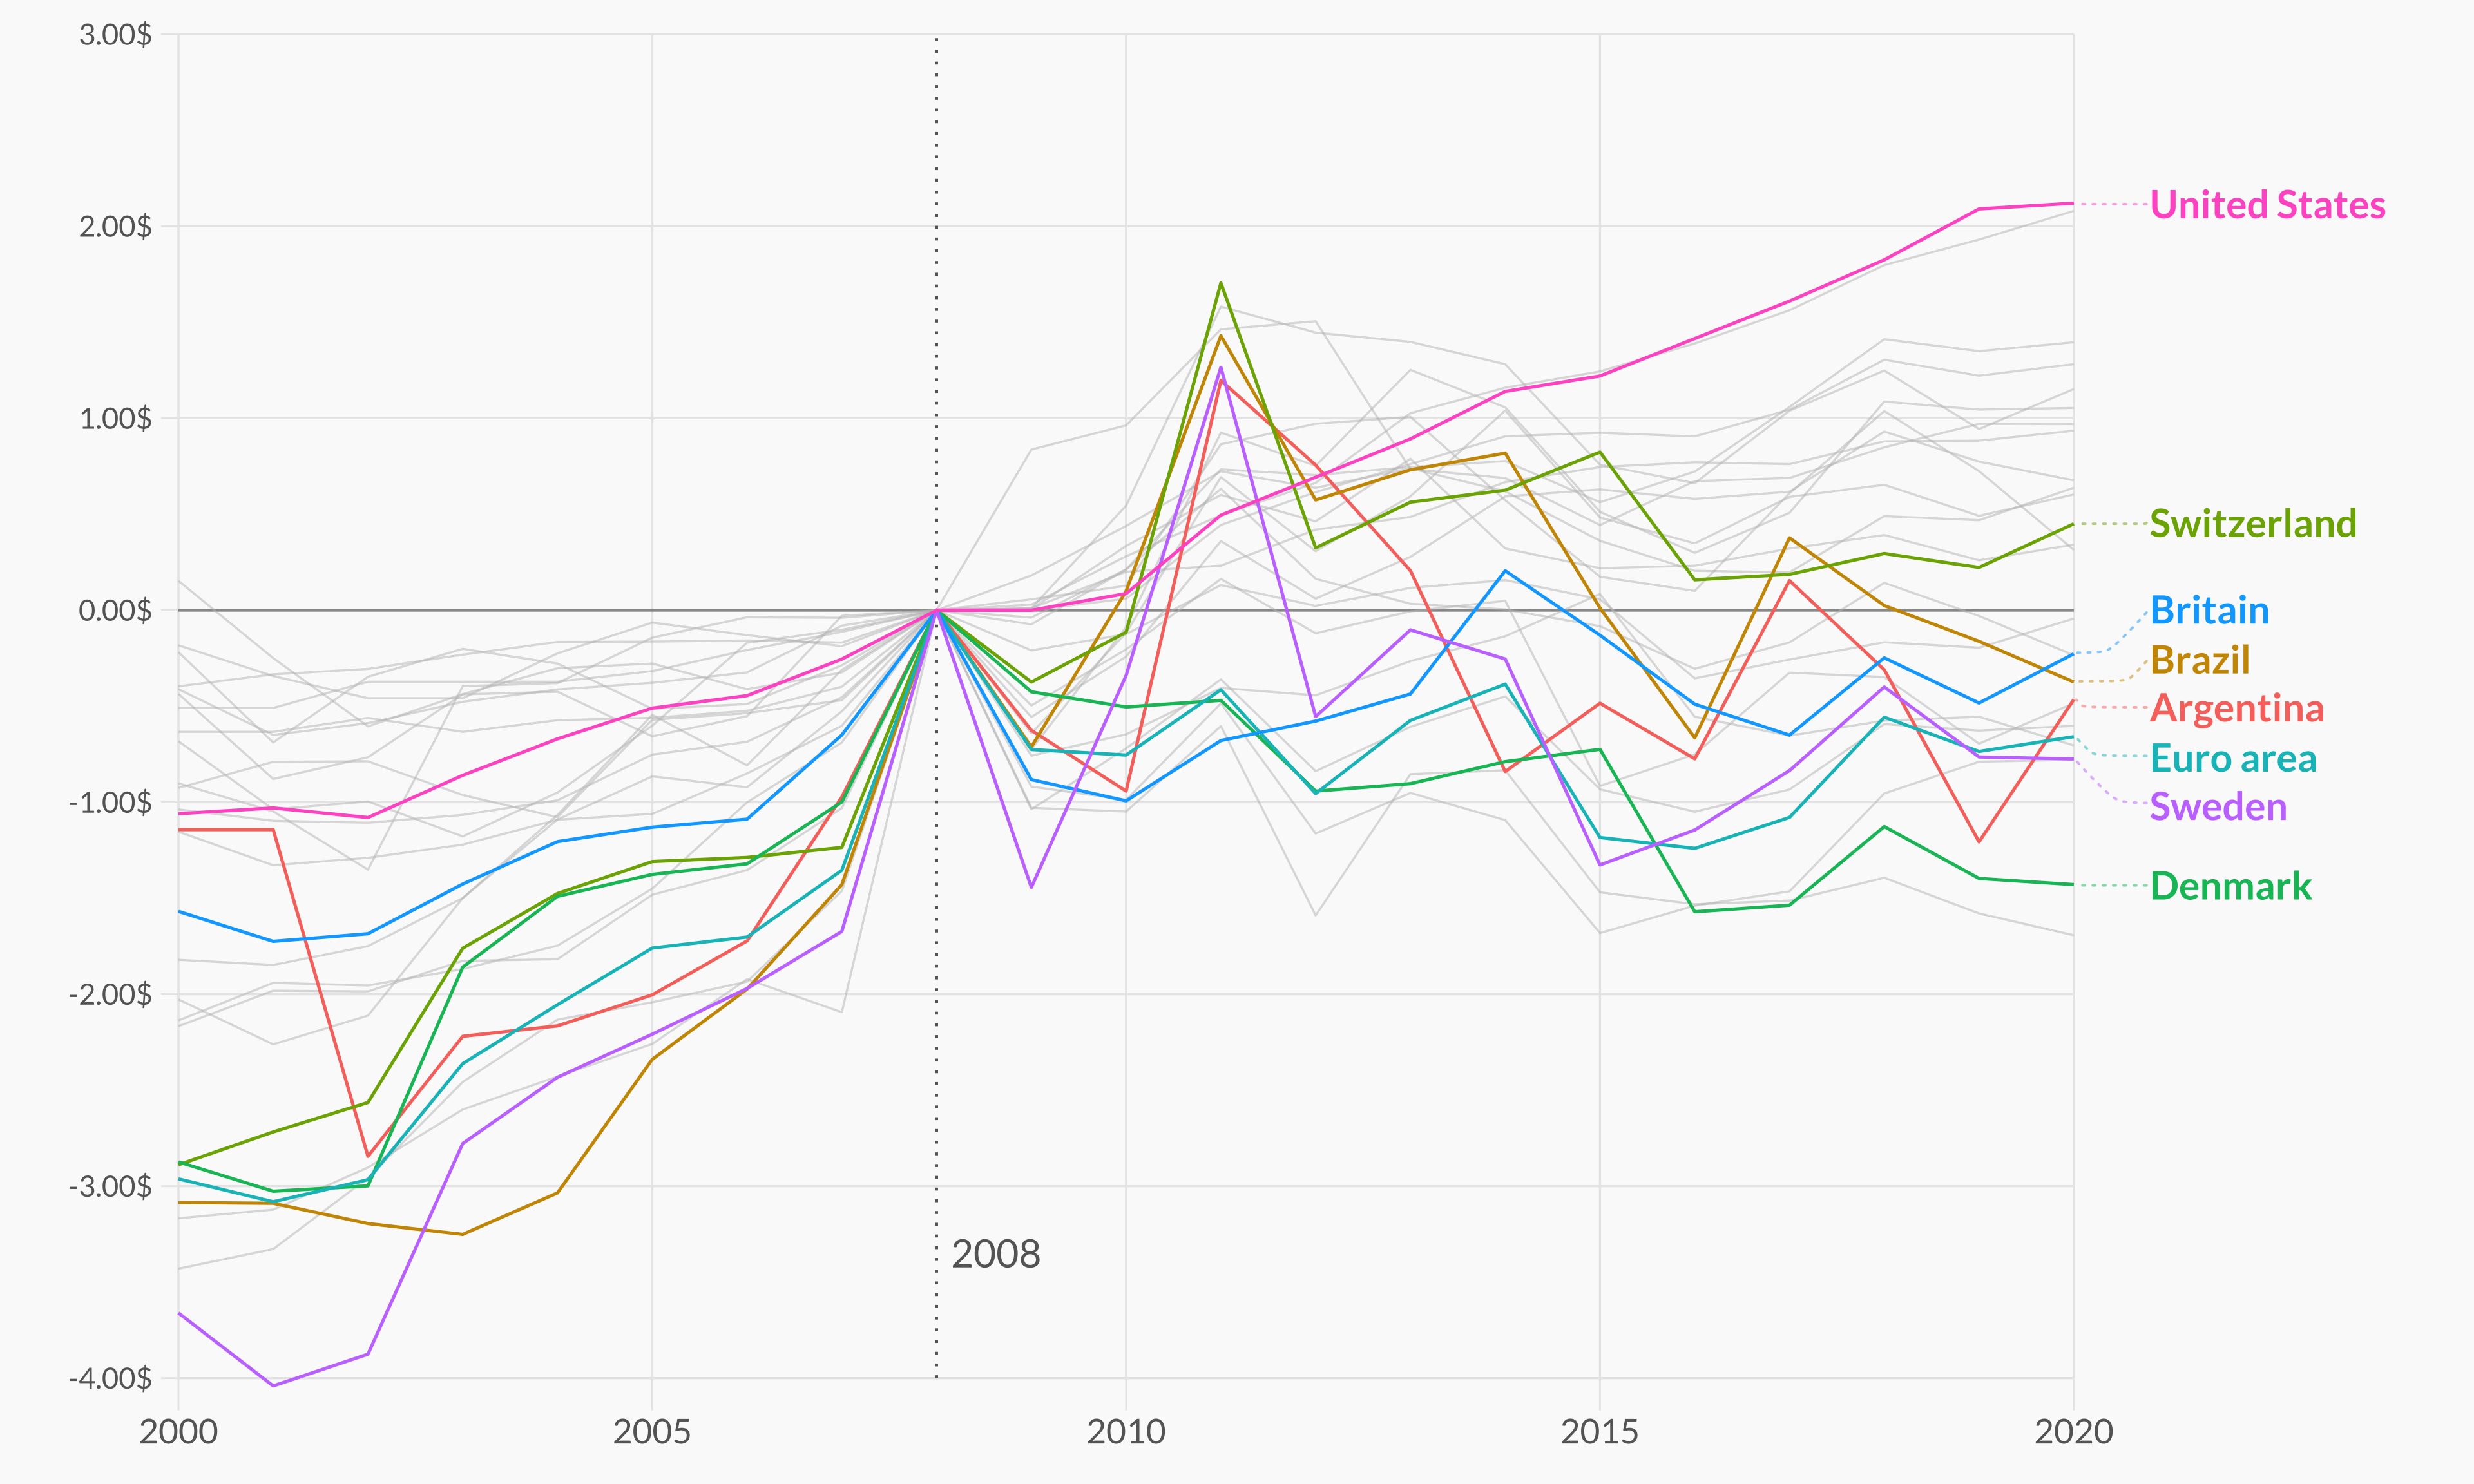 3.00$
2.00$
1.00$
0.00$
-1.00$
-2.00$
-3.00$
-4.00$
2000
2005
2010
2015
2020
2008
United States
Switzerland
Britain
Brazil
Argentina
Euro area
Sweden
Denmark